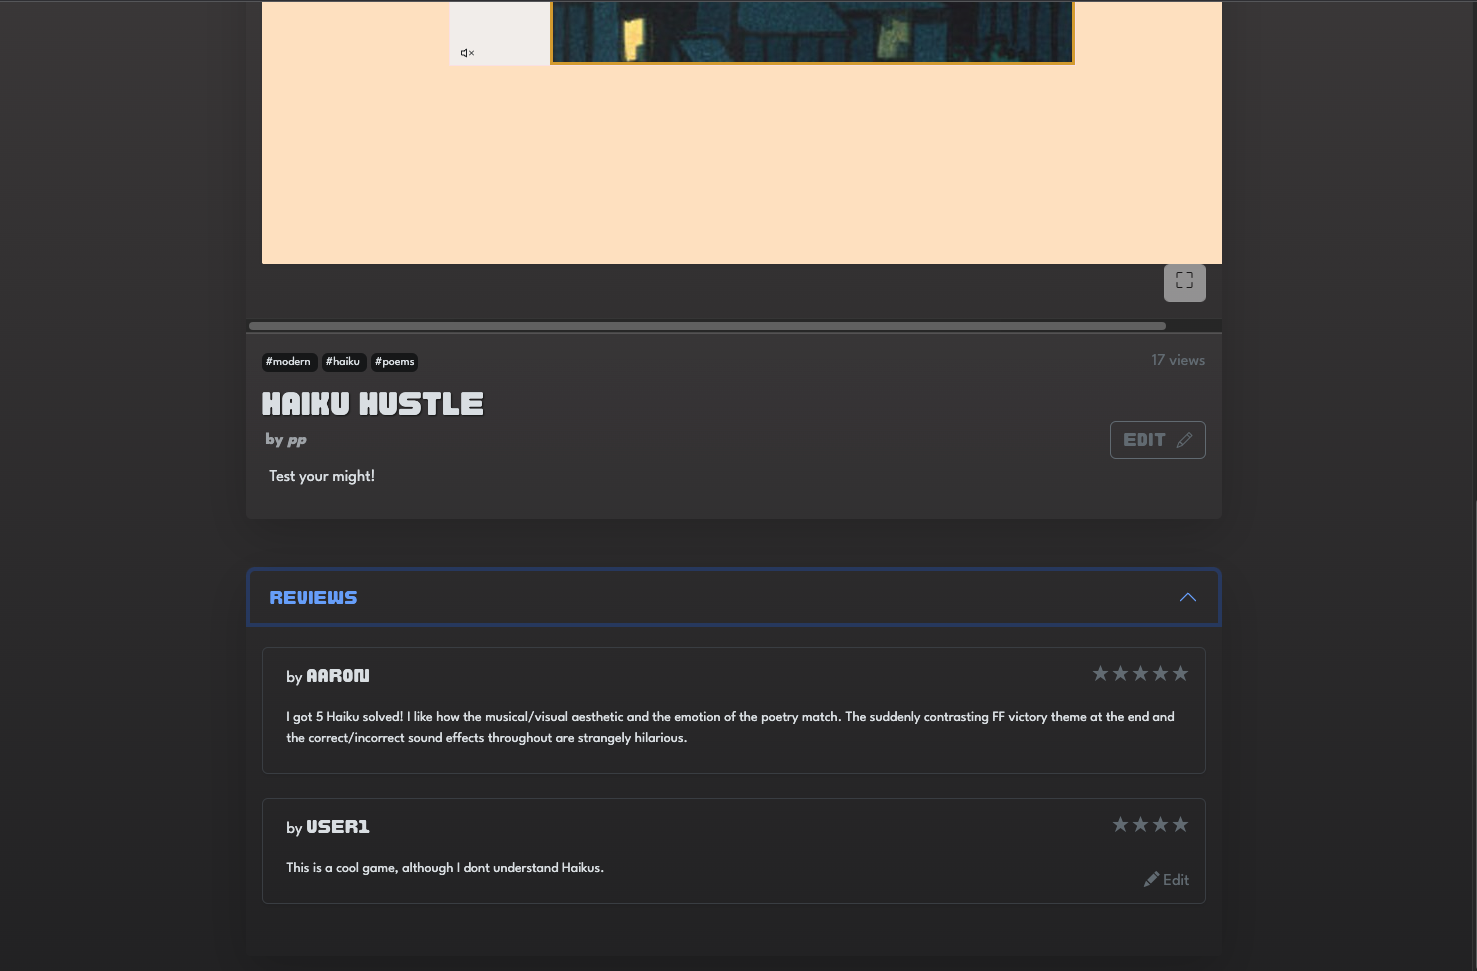 #modern #haiku #poems
17 views
HAIKU HUSTLE
by pp
EDIT
Test your might!
REVIEWS
by AARON
I got 5 Haiku solved! I like how the musical/visual aesthetic and the emotion of the poetry match. The suddenly contrasting FF victory theme at the end and
the correct/incorrect sound effects throughout are strangely hilarious.
by USER1
This is a cool game, although I dont understand Haikus.
Edit